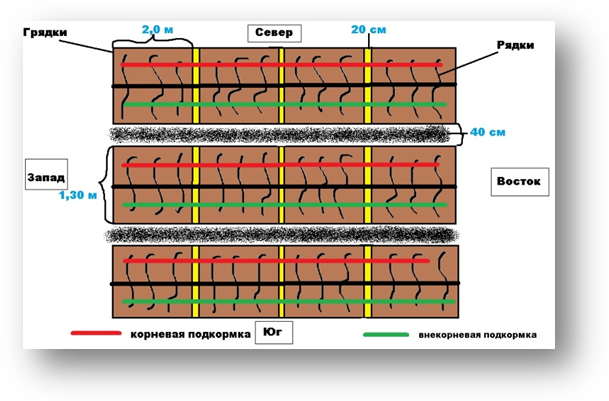 Грядки
2,0 м
Север
20 см
Рядки
40 см
Запад
1,30 м
Восток
корневая подкормка
Юг
внекорневая подкормка